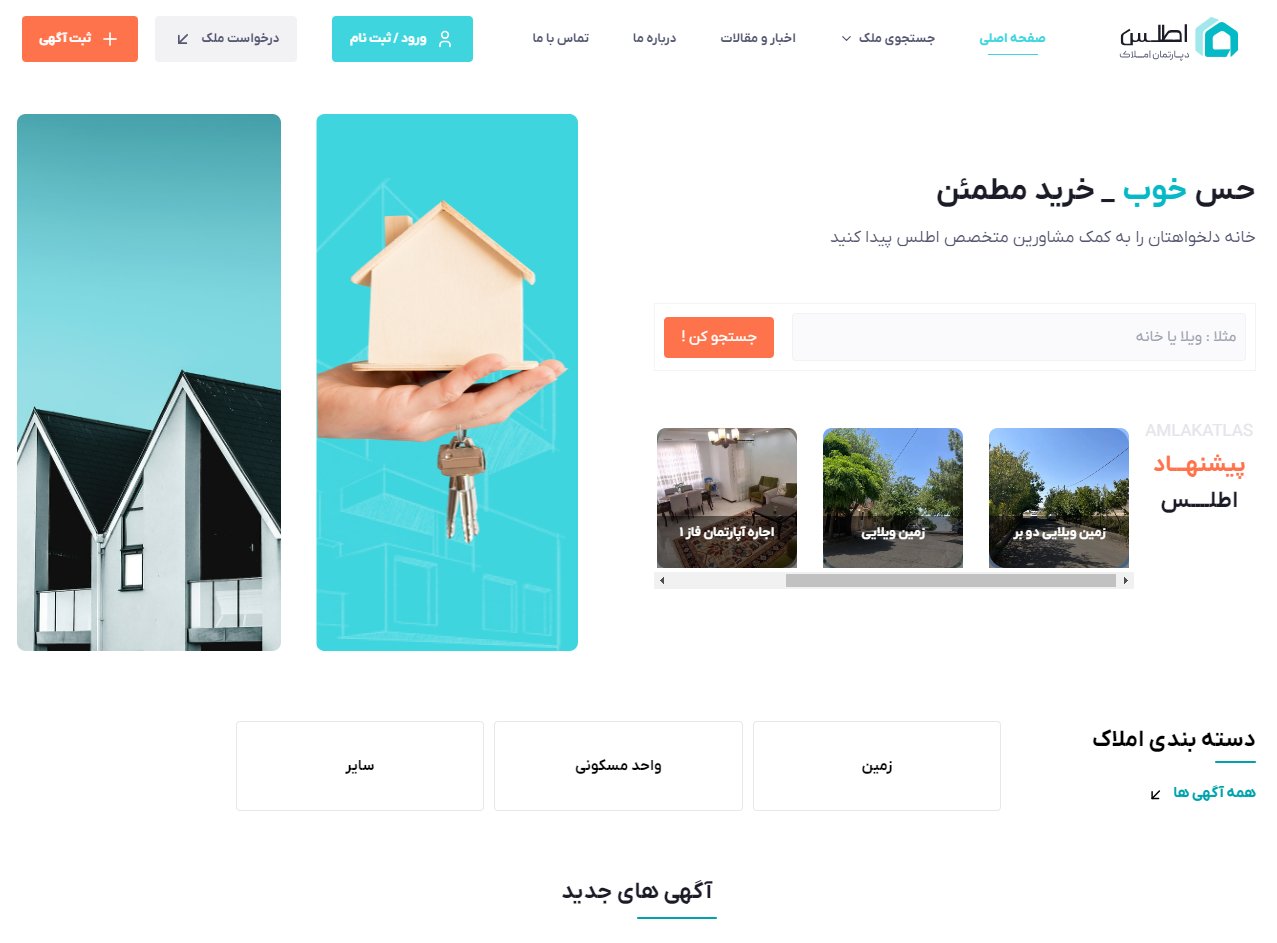 اطلس
دپارتمان املاک
صفحه اصلی
جستجوی ملک
اخبار و مقالات
درباره ما
تماس با ما
ورود / ثبت نام
درخواست ملک
ثبت آگهی
حس خوب _ خرید مطمئن
خانه دلخواهتان را به کمک مشاورین متخصص اطلس پیدا کنید
مثلا : ویلا یا خانه
جستجو کن !
AMLAKATLAS
پیشنهـــاد
اطلــــس
زمین ویلایی دو بر
زمین ویلایی
اجاره آپارتمان فاز ۱
دسته بندی املاک
همه آگهی ها
زمین
واحد مسکونی
سایر
آگهی های جدید